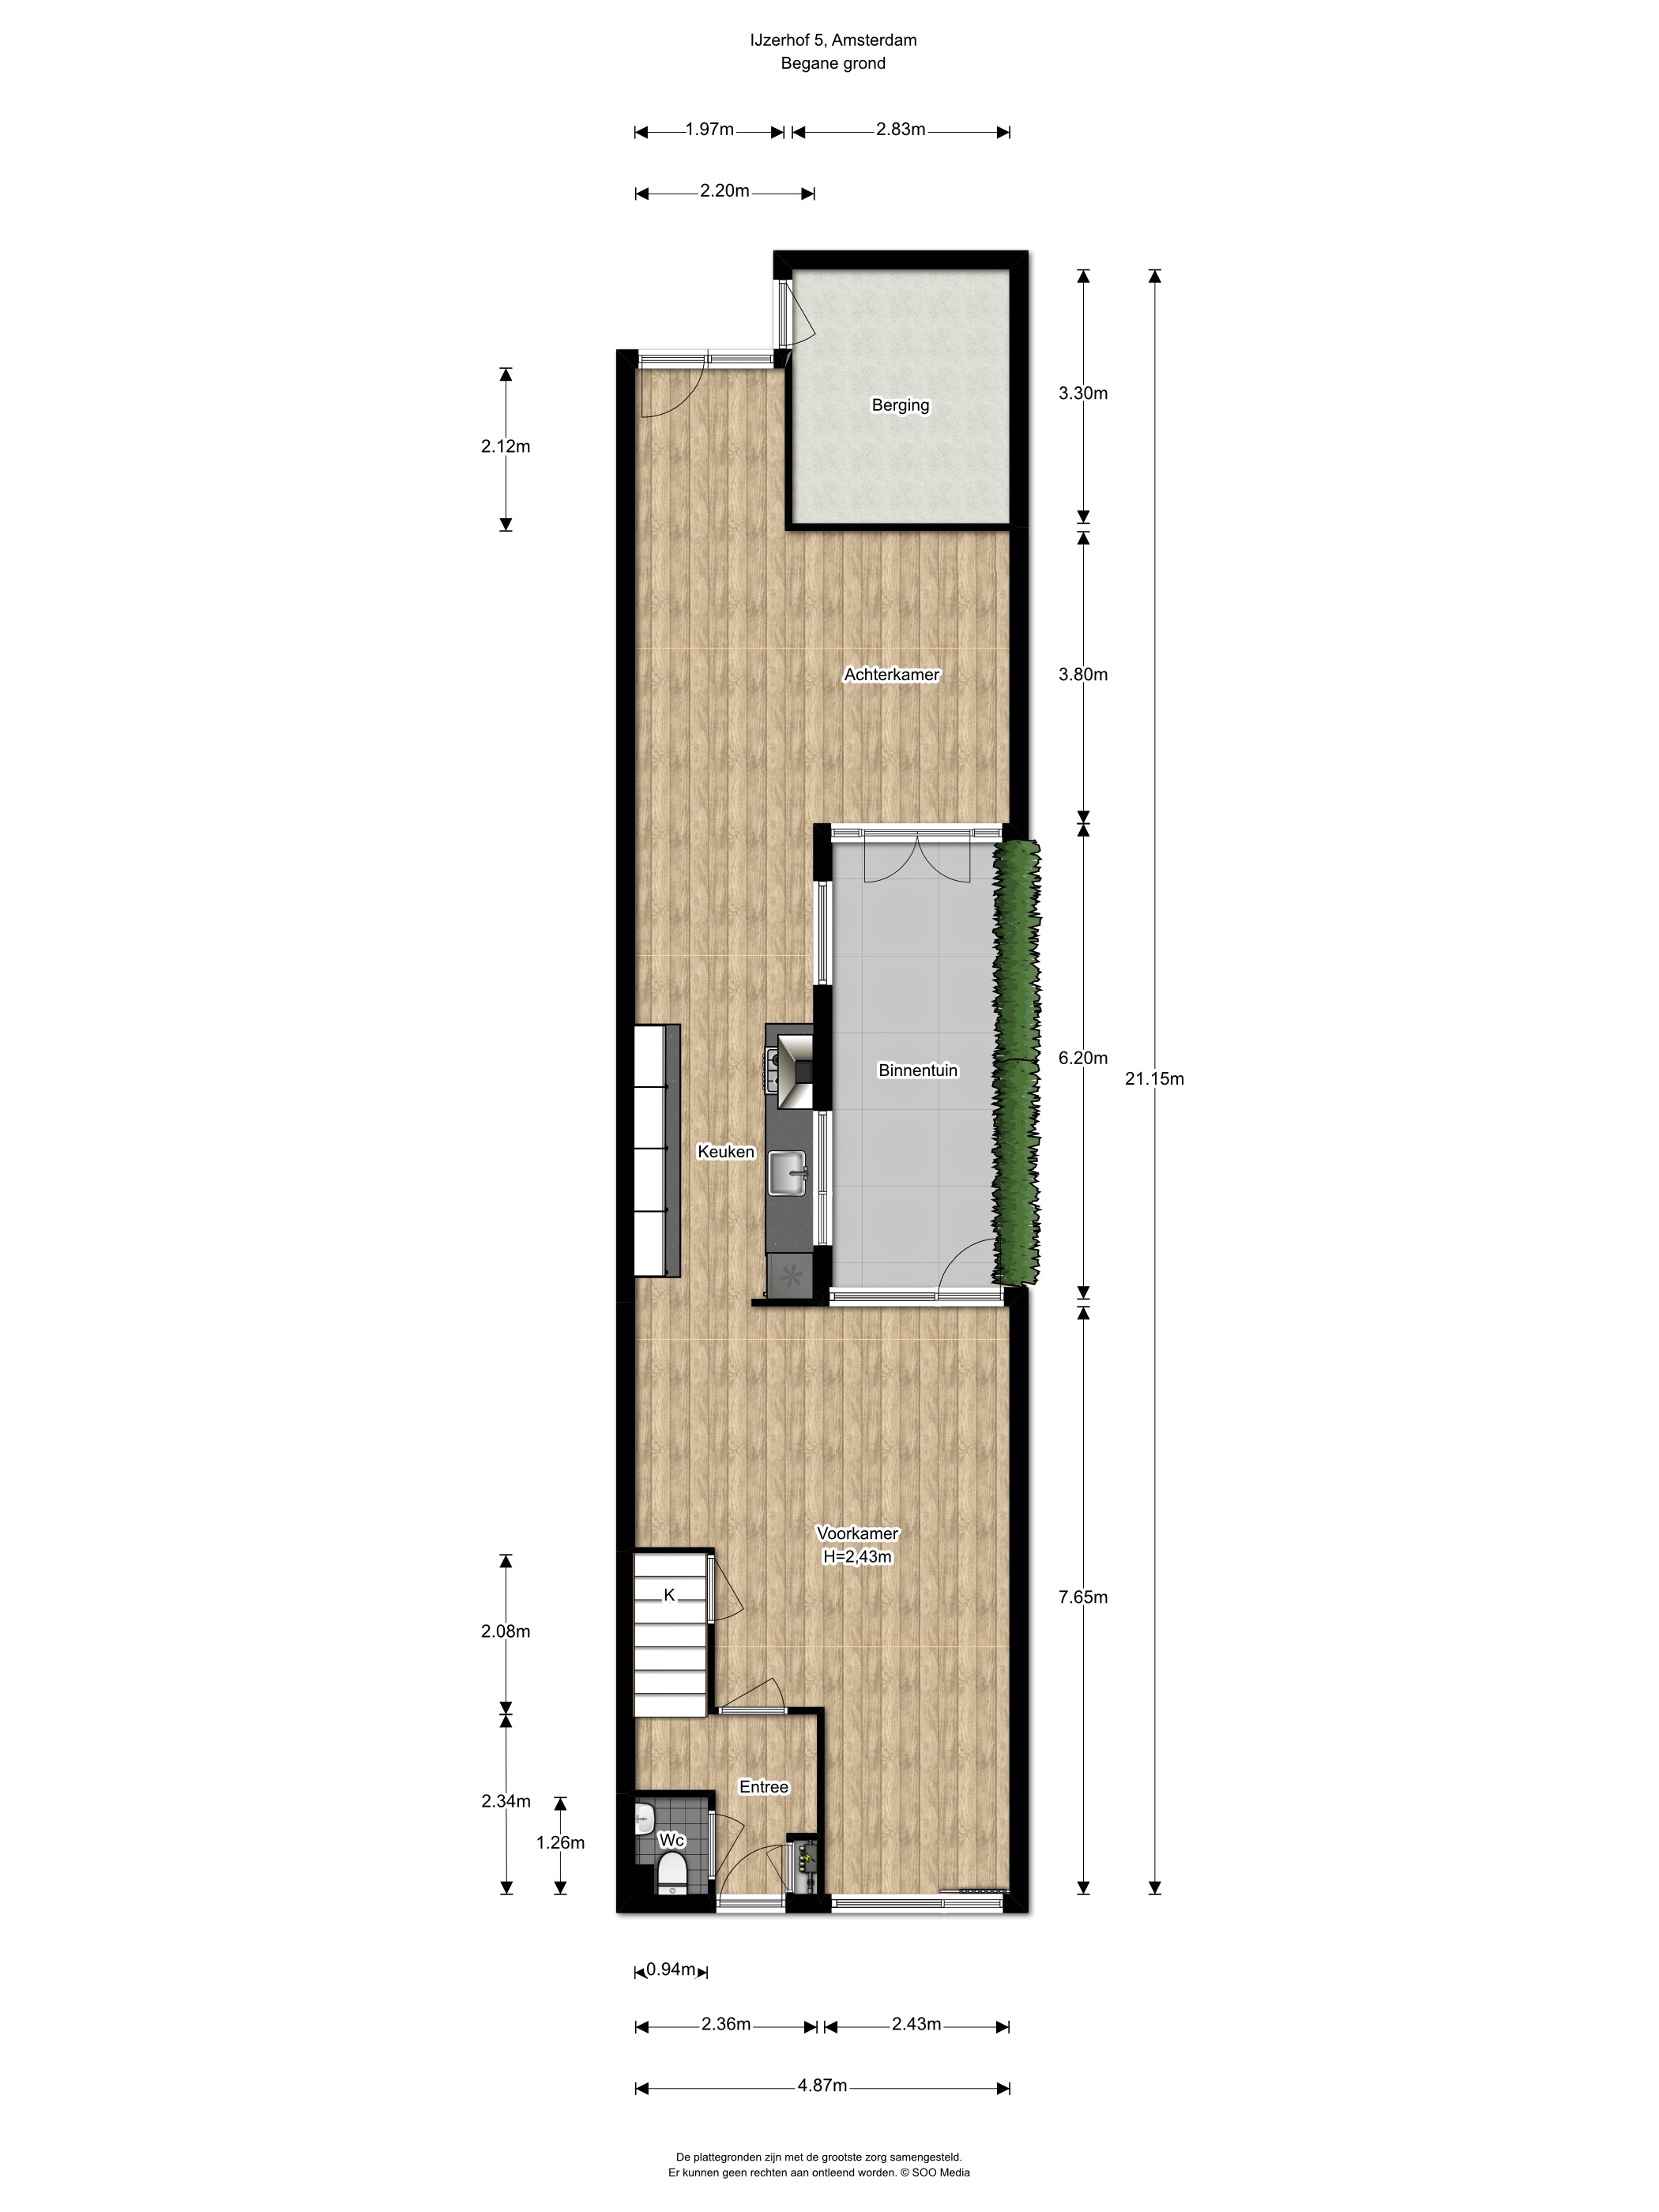 IJzerhof 5, Amsterdam
Begane grond
1.97m
2.83m
2.20m
3.30m
Berging
2.12m
Achterkamer
3.80m
6.20m
Binnentuin
21.15m
Keuken
Voorkamer
H=2,43m
K
7.65m
2.08m
Entree
2.34m
Wc
1.26m
0.94m
2.36m
2.43m
4.87m
De plattegronden zijn met de grootste zorg samengesteld.
Er kunnen geen rechten aan ontleend worden. © SOO Media